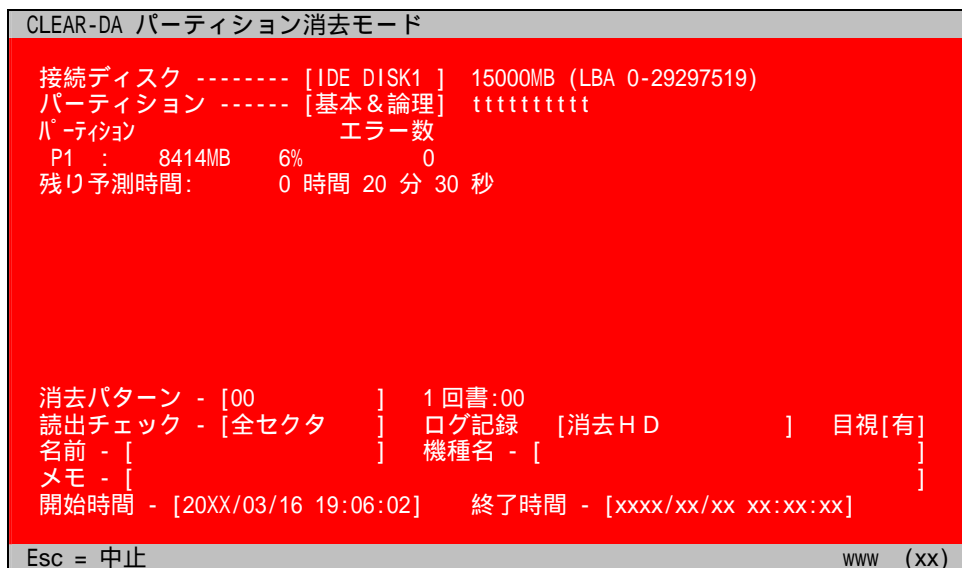 CLEAR-DA パーティション消去モード
接続ディスク -------- [IDE DISK1 ] 15000MB (LBA 0-29297519)
パーティション ------ [基本＆論理] tttttttttt
ﾊﾟｰﾃｨｼｮﾝ エラー数
P1 : 8414MB 6% 0
残り予測時間: 0 時間 20 分 30 秒
消去パターン - [00 ] 1回書:00
読出チェック - [全セクタ ] ログ記録 [消去ＨＤ ] 目視[有]
名前 - [ ] 機種名 - [ ]
メモ - [ ]
開始時間 - [20XX/03/16 19:06:02] 終了時間 - [xxxx/xx/xx xx:xx:xx]
Esc = 中止 www (xx)